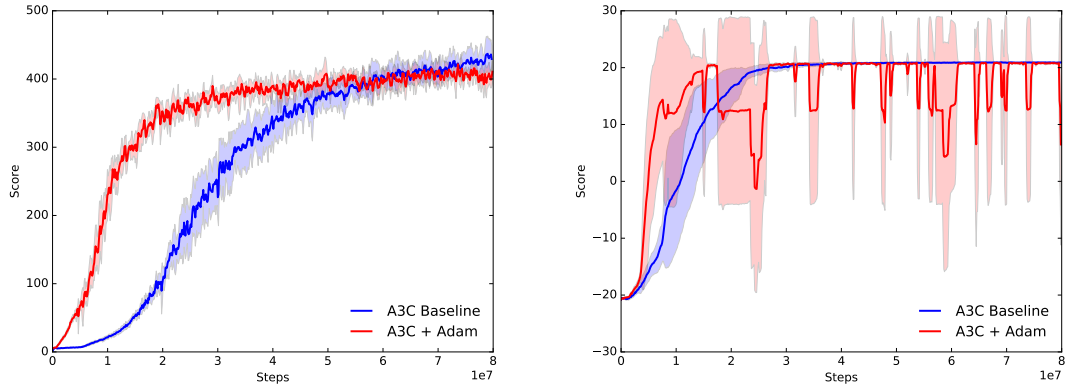 500
400
300
200
100
0
Score
0 1 2 3 4 5 6 7 8
Steps
1e7
A3C Baseline
A3C + Adam
30
20
10
0
−10
−20
−30
Score
0 1 2 3 4 5 6 7 8
Steps
1e7
A3C Baseline
A3C + Adam